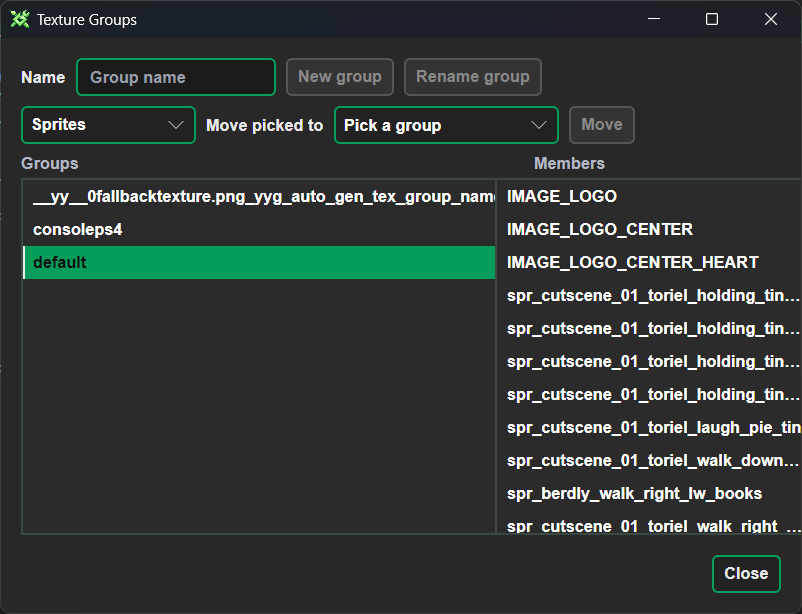 Texture Groups
Name Group name New group Rename group
Sprites Move picked to Pick a group Move
Groups Members
__yy__0fallbacktexture.png_yyg_auto_gen_tex_group_name
consoleps4
default
IMAGE_LOGO
IMAGE_LOGO_CENTER
IMAGE_LOGO_CENTER_HEART
spr_cutscene_01_toriel_holding_tin...
spr_cutscene_01_toriel_holding_tin...
spr_cutscene_01_toriel_holding_tin...
spr_cutscene_01_toriel_holding_tin...
spr_cutscene_01_toriel_laugh_pie_tin
spr_cutscene_01_toriel_walk_down...
spr_berdly_walk_right_lw_books
spr_cutscene_01_toriel_walk_right_...
Close